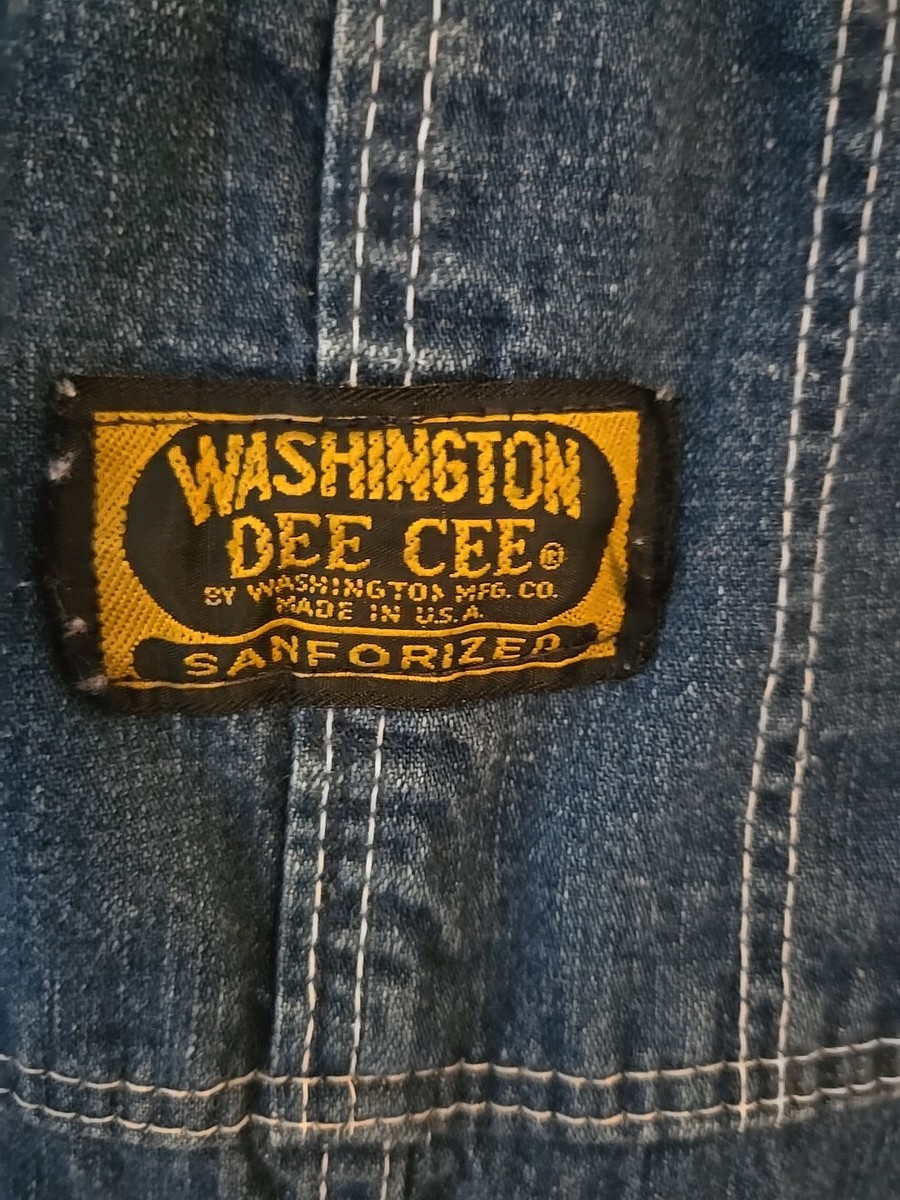 WASHINGTON
DEE CEE®
BY WASHINGTON MFG. CO.
MADE IN U.S.A.
SANFORIZED